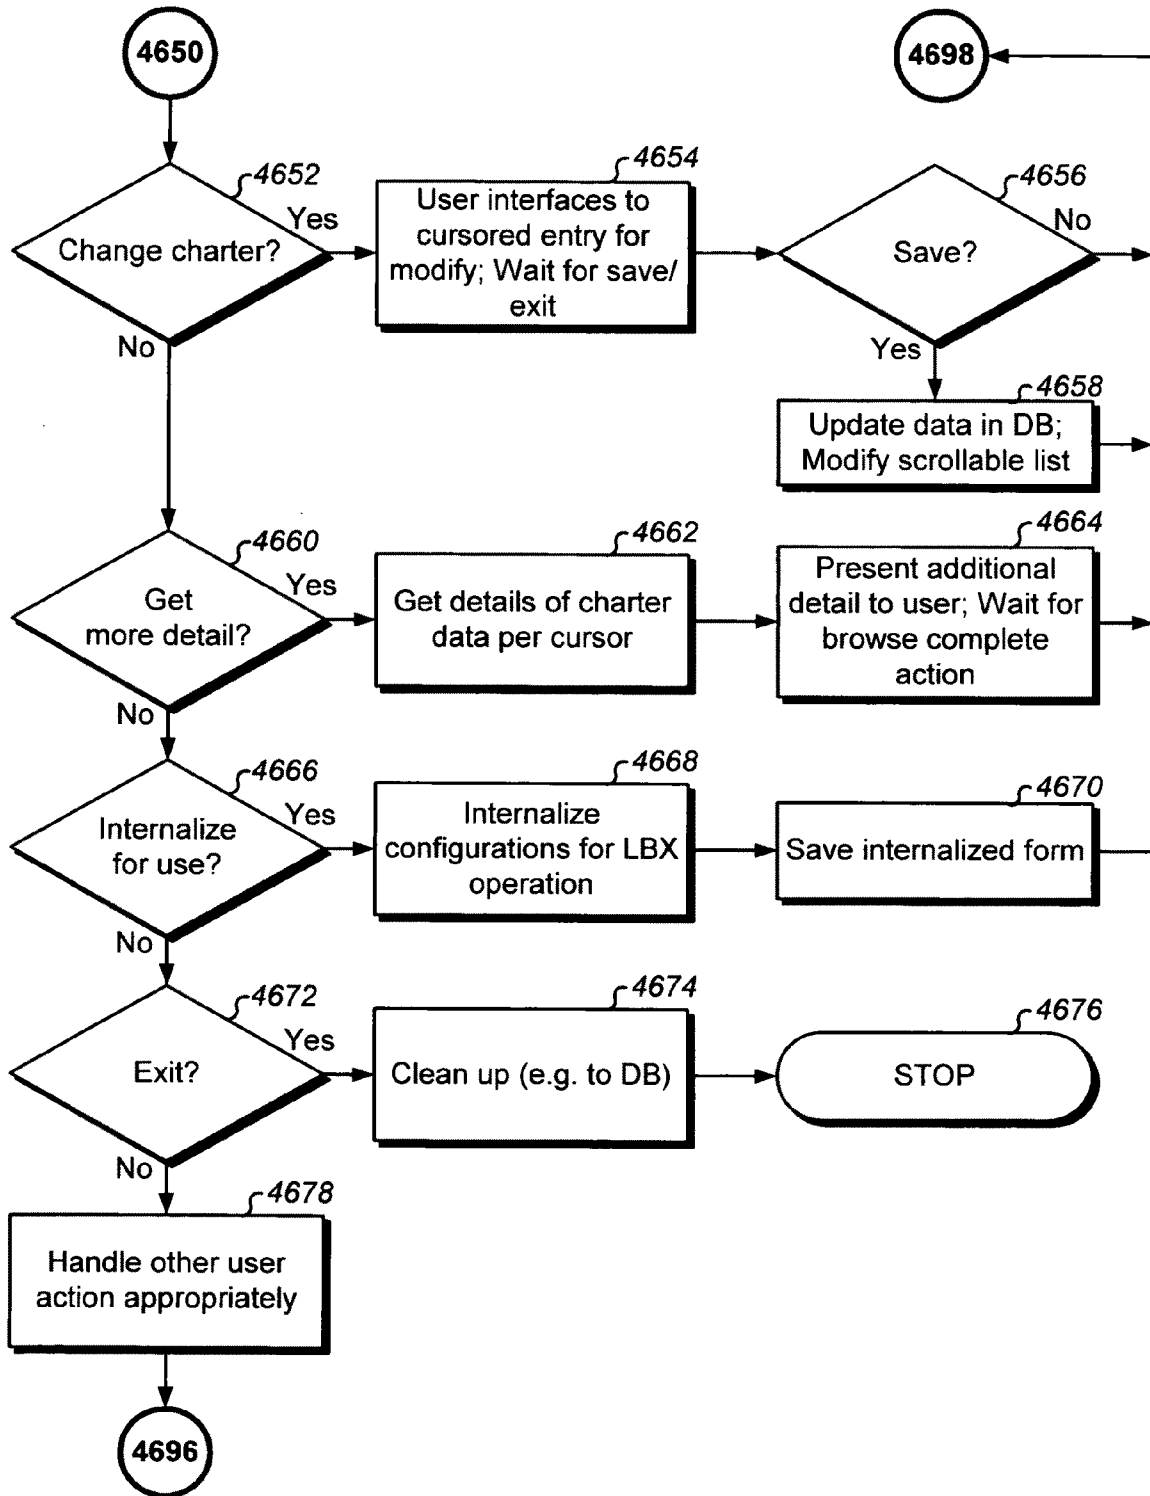 4650
4698
4652
4654
4656
Change charter?
Yes
No
User interfaces to
cursored entry for
modify; Wait for save/
exit
Save?
No
Yes
4658
Update data in DB;
Modify scrollable list
4660
4662
4664
Get
more detail?
Yes
No
Get details of charter
data per cursor
Present additional
detail to user; Wait for
browse complete
action
4666
4668
4670
Internalize
for use?
Yes
No
Internalize
configurations for LBX
operation
Save internalized form
4672
4674
4676
Exit?
Yes
No
Clean up (e.g. to DB)
STOP
4678
Handle other user
action appropriately
4696